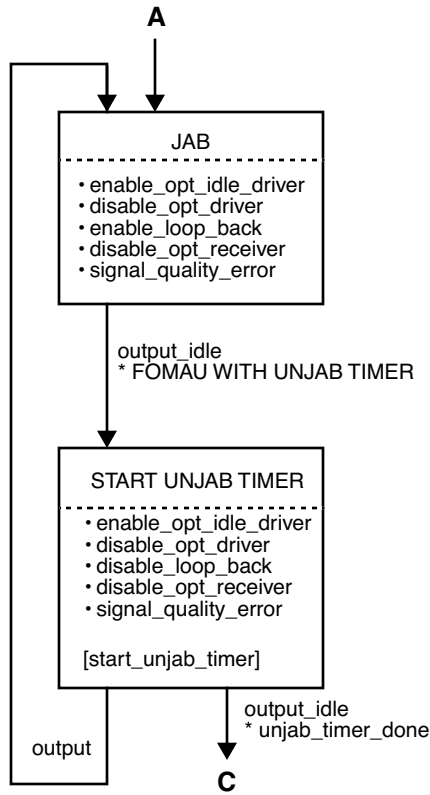 A
JAB
• enable_opt_idle_driver
• disable_opt_driver
• enable_loop_back
• disable_opt_receiver
• signal_quality_error
output_idle
* FOMAU WITH UNJAB TIMER
START UNJAB TIMER
• enable_opt_idle_driver
• disable_opt_driver
• disable_loop_back
• disable_opt_receiver
• signal_quality_error
[start_unjab_timer]
output_idle
* unjab_timer_done
output
C